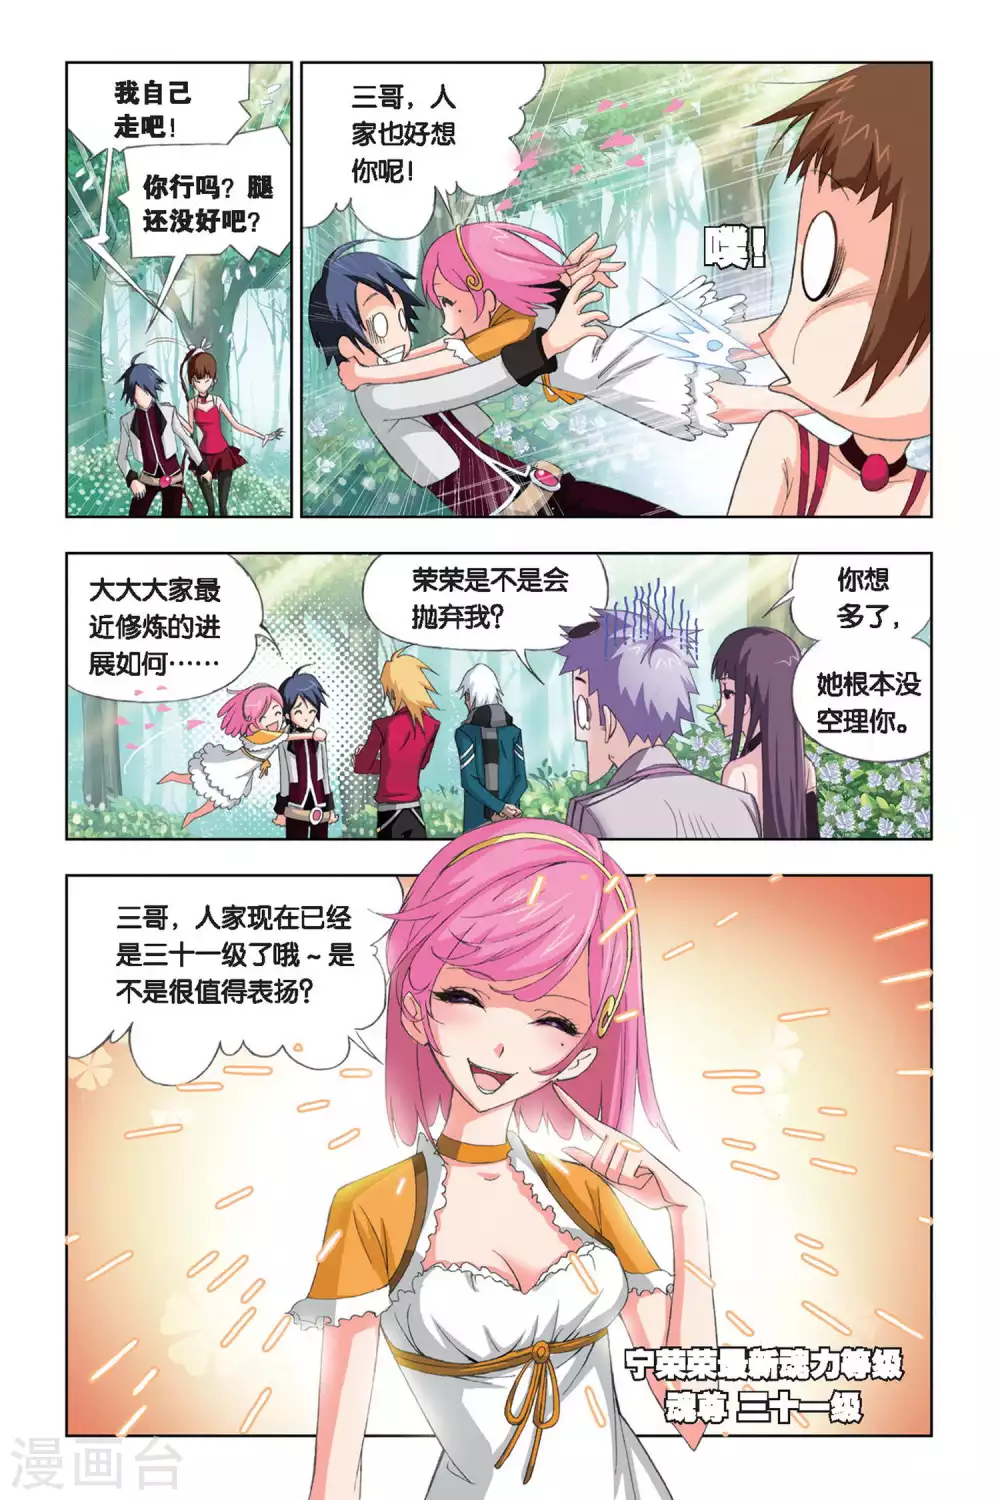 我自己
走吧！
你行吗？腿
还没好吧？
三哥，人
家也好想
你呢！
噗！
大大大家最
近修炼的进
展如何……
荣荣是不是会
抛弃我？
你想
多了，
她根本没
空理你。
三哥，人家现在已经
是三十一级了哦～是
不是很值得表扬？
宁荣荣最新魂力等级
魂尊 三十一级
漫画台